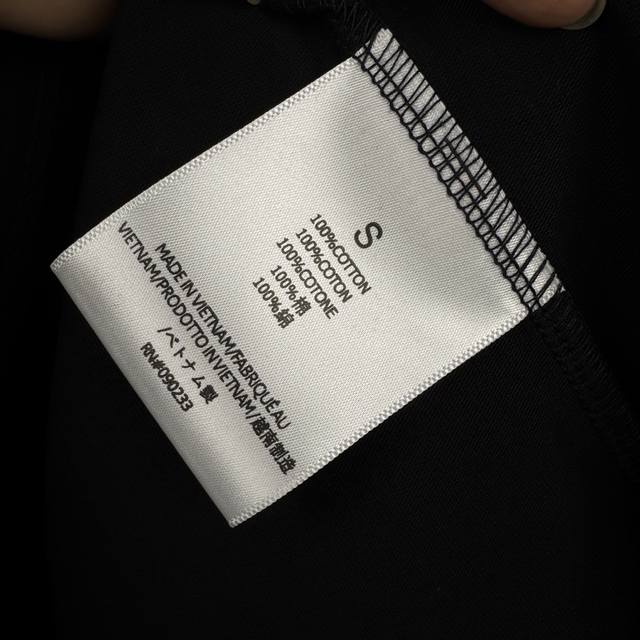 S
100%COTTON
100%COTON
100%COTONE
100%棉
100%綿
MADE IN VIETNAM/FABRIQUÉ AU
VIETNAM/PRODOTTO IN VIETNAM/越南制造
/ベトナム製
RN#090233